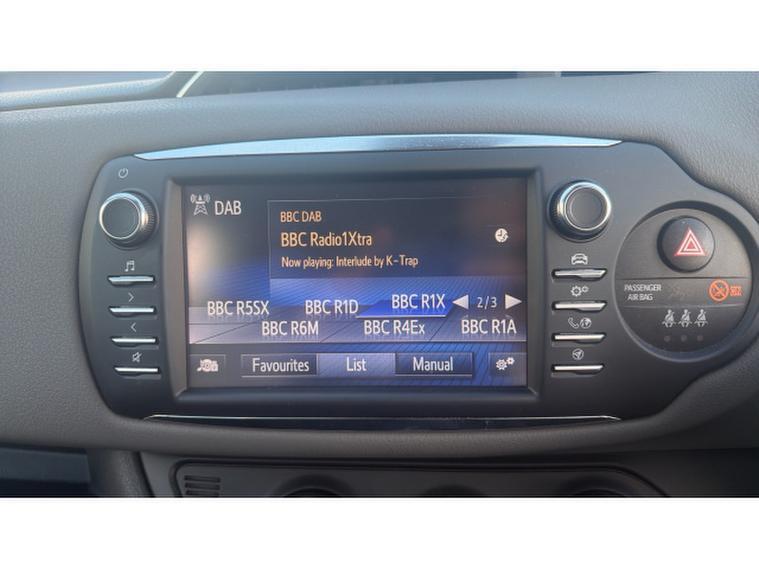 DAB
BBC DAB
BBC Radio1Xtra
Now playing: Interlude by K-Trap
BBC R5SX BBC R1D BBC R1X 2/3
BBC R6M BBC R4Ex BBC R1A
Favourites List Manual
PASSENGER
AIR BAG